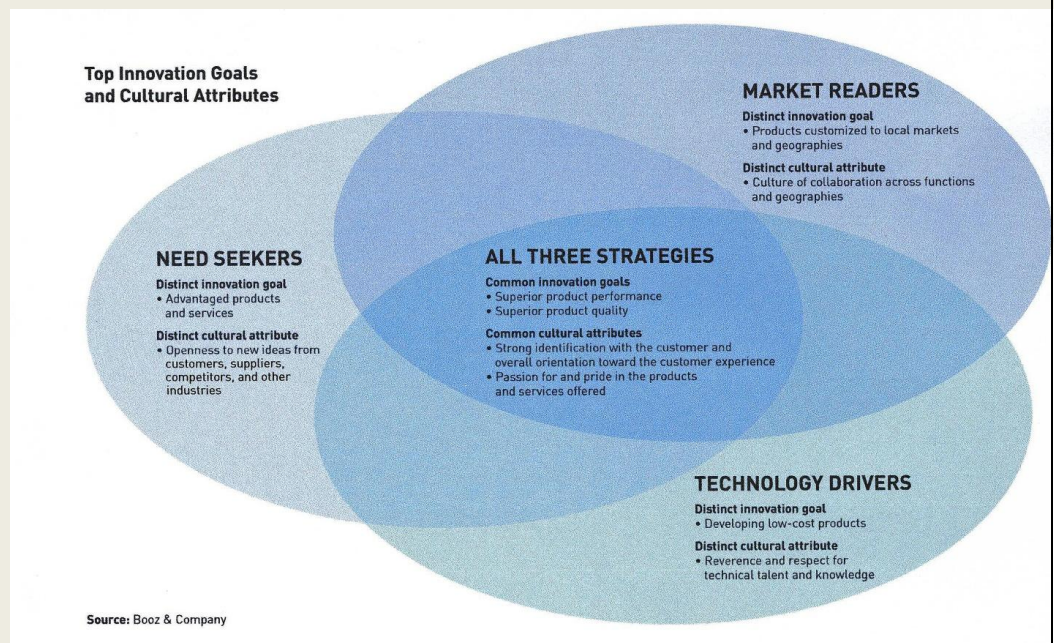 Top Innovation Goals
and Cultural Attributes
MARKET READERS
Distinct innovation goal
• Products customized to local markets
and geographies
Distinct cultural attribute
• Culture of collaboration across functions
and geographies
NEED SEEKERS
Distinct innovation goal
• Advantaged products
and services
Distinct cultural attribute
• Openness to new ideas from
customers, suppliers,
competitors, and other
industries
ALL THREE STRATEGIES
Common innovation goals
• Superior product performance
• Superior product quality
Common cultural attributes
• Strong identification with the customer and
overall orientation toward the customer experience
• Passion for and pride in the products
and services offered
TECHNOLOGY DRIVERS
Distinct innovation goal
• Developing low-cost products
Distinct cultural attribute
• Reverence and respect for
technical talent and knowledge
Source: Booz & Company